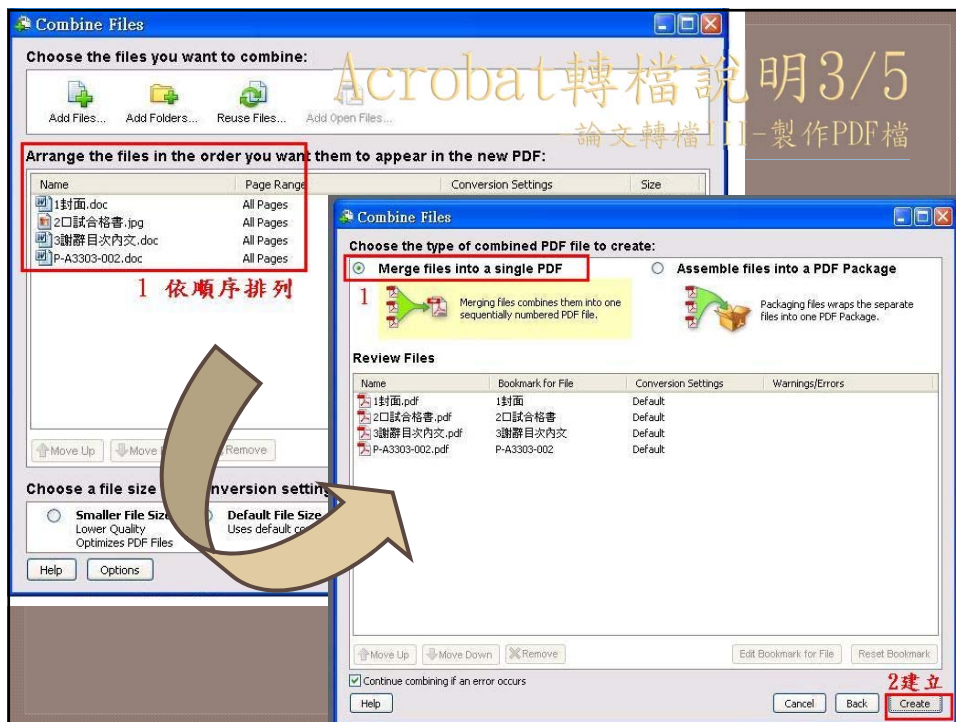 Combine Files
Choose the files you want to combine:
Acrobat轉檔說明3/5
Add Files... Add Folders... Reuse Files... Add Open Files...
-論文轉檔III-製作PDF檔
Arrange the files in the order you want them to appear in the new PDF:
Name Page Range Conversion Settings Size
1封面.doc All Pages
2口試合格書.jpg All Pages
3謝辭目次內文.doc All Pages
P-A3303-002.doc All Pages
1 依順序排列
Move Up Move Remove
Choose a file size nversion setting
Smaller File Size Default File Size
Lower Quality Uses default
Optimizes PDF Files
Help Options
Combine Files
Choose the type of combined PDF file to create:
Merge files into a single PDF Assemble files into a PDF Package
1
Merging files combines them into one
sequentially numbered PDF file.
Packaging files wraps the separate
files into one PDF Package.
Review Files
Name Bookmark for File Conversion Settings Warnings/Errors
1封面.pdf 1封面 Default
2口試合格書.pdf 2口試合格書 Default
3謝辭目次內文.pdf 3謝辭目次內文 Default
P-A3303-002.pdf P-A3303-002 Default
Move Up Move Down Remove Edit Bookmark for File Reset Bookmark
Continue combining if an error occurs
2建立
Help Cancel Back Create